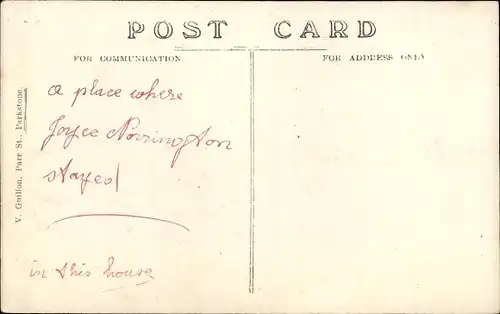 POST CARD
FOR COMMUNICATION
FOR ADDRESS ONLY
a place where
Joyce Norrington
stayed
in this house
V. Guillon, Parr St., Parkstone.